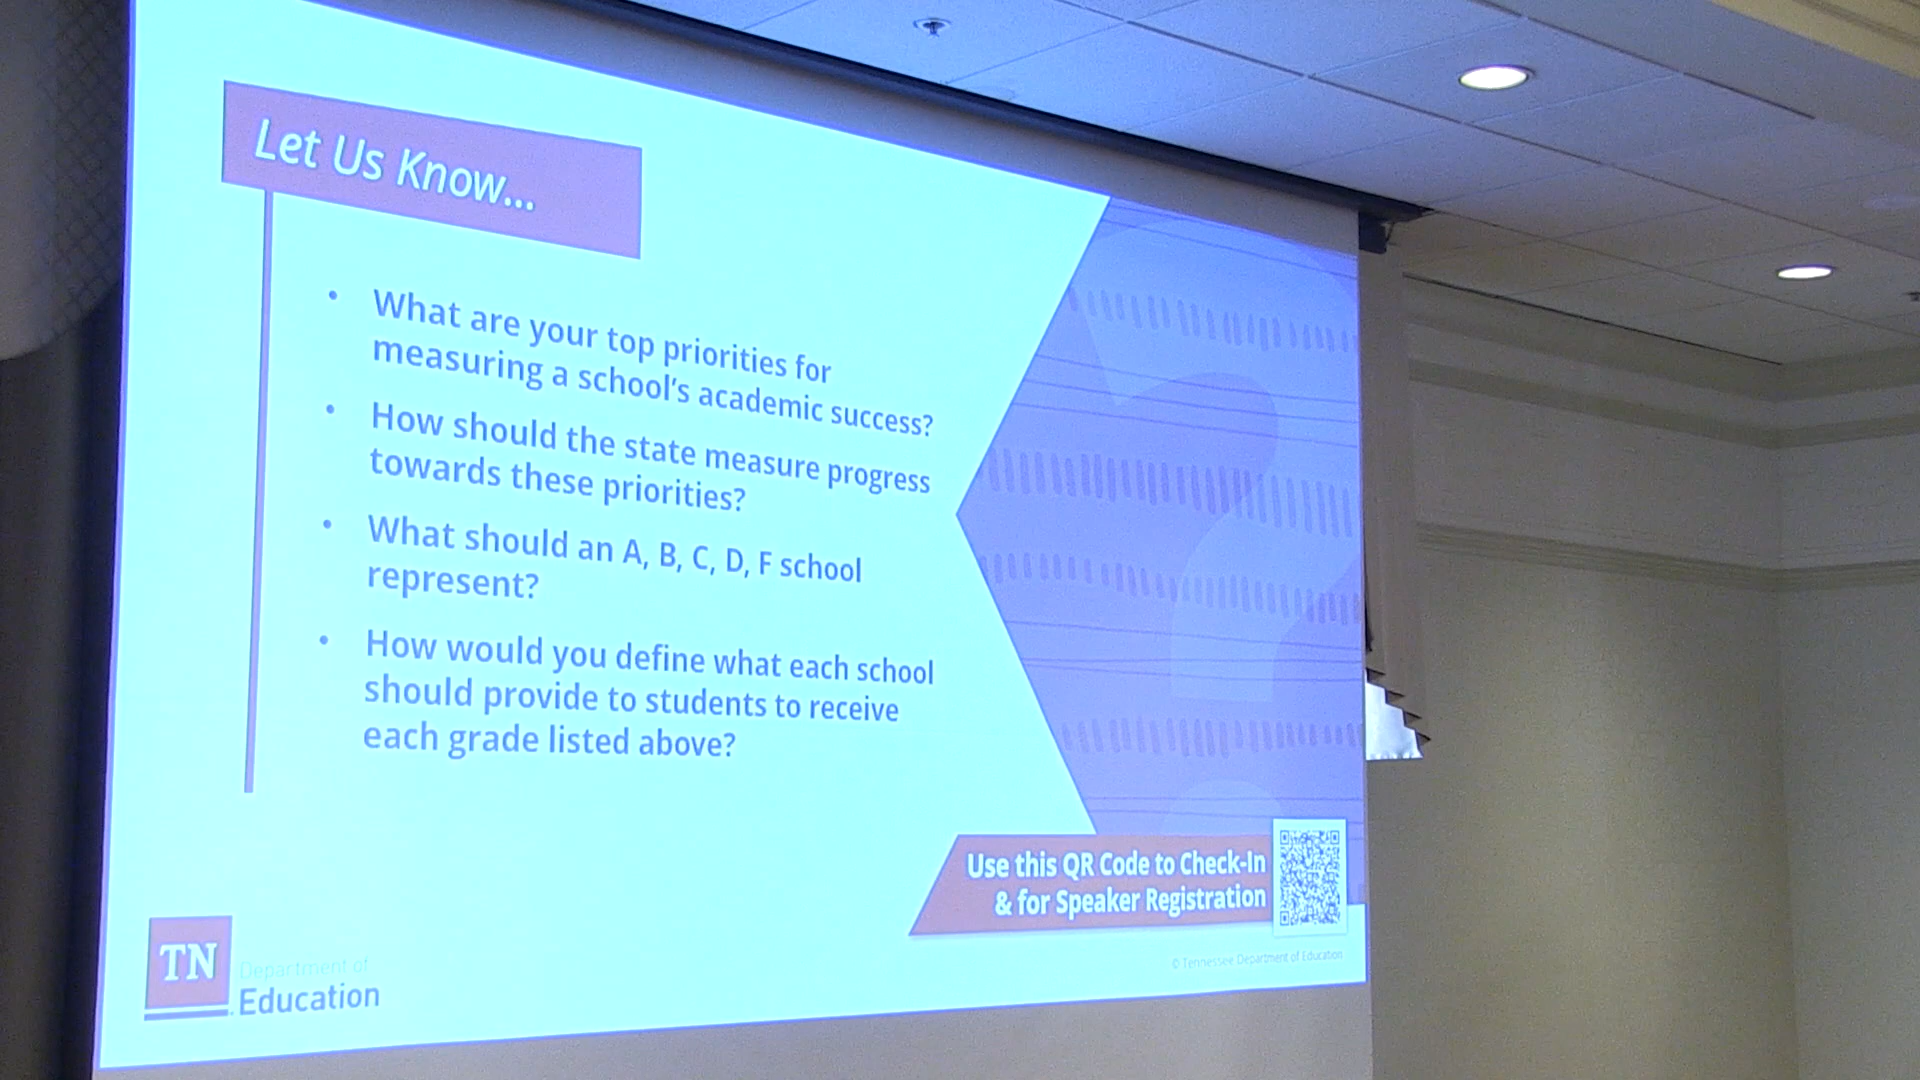 Let Us Know...
• What are your top priorities for
measuring a school's academic success?
• How should the state measure progress
towards these priorities?
• What should an A, B, C, D, F school
represent?
• How would you define what each school
should provide to students to receive
each grade listed above?
Use this QR Code to Check-In
& for Speaker Registration
TN
Department of
Education
© Tennessee Department of Education